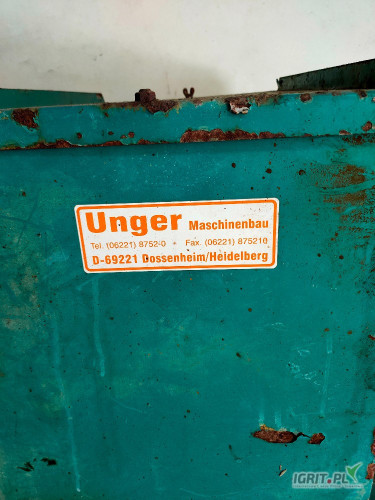 Unger Maschinenbau
Tel. (06221) 8752-0 • Fax. (06221) 875210
D-69221 Dossenheim/Heidelberg
IGRIT.PL